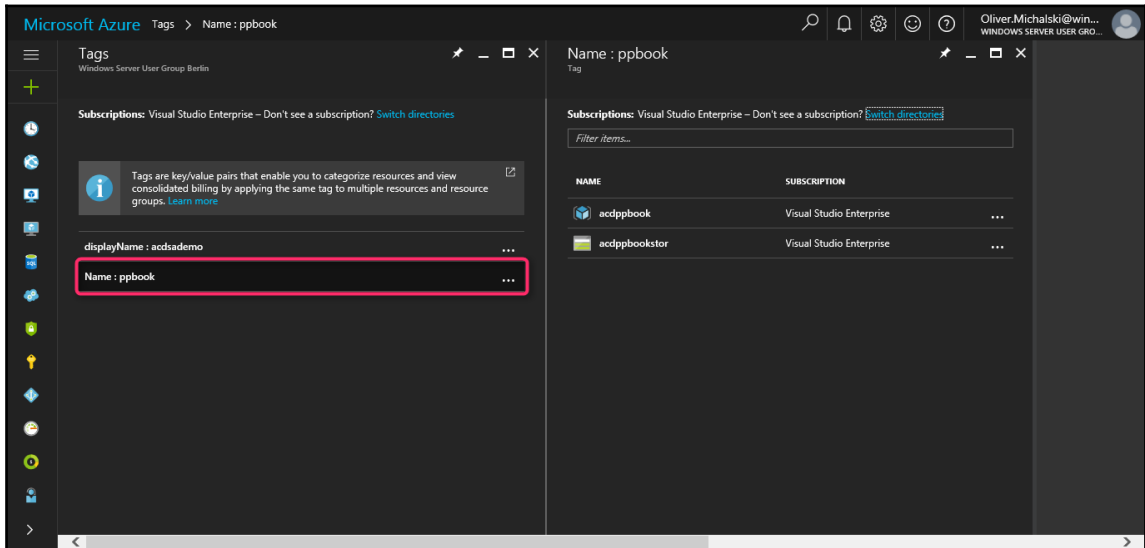 Microsoft Azure Tags > Name : ppbook
Oliver.Michalski@win...
WINDOWS SERVER USER GRO...
Tags
Windows Server User Group Berlin
Subscriptions: Visual Studio Enterprise – Don't see a subscription? Switch directories
Tags are key/value pairs that enable you to categorize resources and view
consolidated billing by applying the same tag to multiple resources and resource
groups. Learn more
displayName : acdsademo ...
Name : ppbook ...
Name : ppbook
Tag
Subscriptions: Visual Studio Enterprise – Don't see a subscription? Switch directories
Filter items...
NAME SUBSCRIPTION
acdppbook Visual Studio Enterprise ...
acdppbookstor Visual Studio Enterprise ...